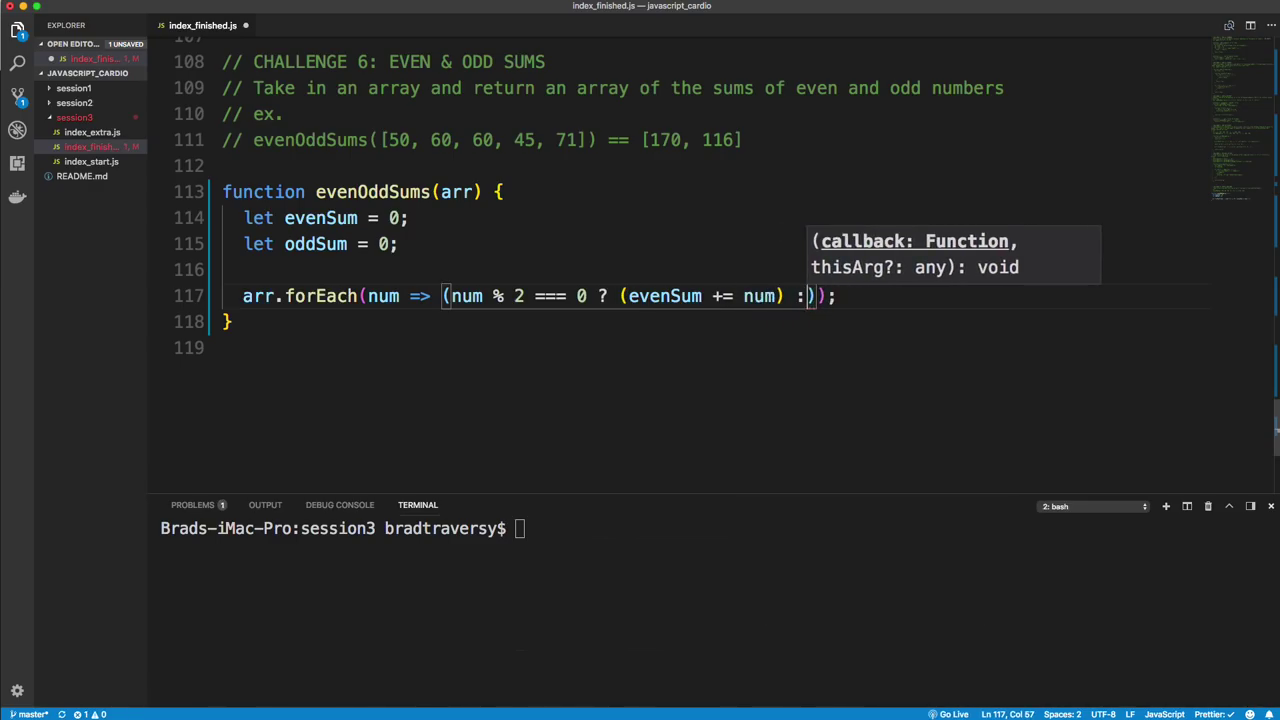 index_finished.js — javascript_cardio
EXPLORER
index_finished.js
OPEN EDITO... 1 UNSAVED
index_finis... 1, M
JAVASCRIPT_CARDIO
session1
session2
session3
index_extra.js
index_finish... 1, M
index_start.js
README.md
1
2
107
108 // CHALLENGE 6: EVEN & ODD SUMS
109 // Take in an array and return an array of the sums of even and odd numbers
110 // ex.
111 // evenOddSums([50, 60, 60, 45, 71]) == [170, 116]
112
113 function evenOddSums(arr) {
114 let evenSum = 0;
115 let oddSum = 0;
116
117 arr.forEach(num => (num % 2 === 0 ? (evenSum += num) :));
118 }
119
(callback: Function,
thisArg?: any): void
PROBLEMS 1 OUTPUT DEBUG CONSOLE TERMINAL 2: bash
Brads-iMac-Pro:session3 bradtraversy$
master* 1 0 Go Live Ln 117, Col 57 Spaces: 2 UTF-8 LF JavaScript Prettier: ✓